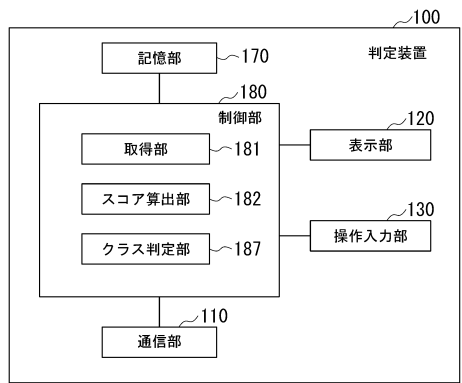 100
判定装置
記憶部 170
180
制御部
取得部 181
120
表示部
スコア算出部 182
130
操作入力部
クラス判定部 187
110
通信部